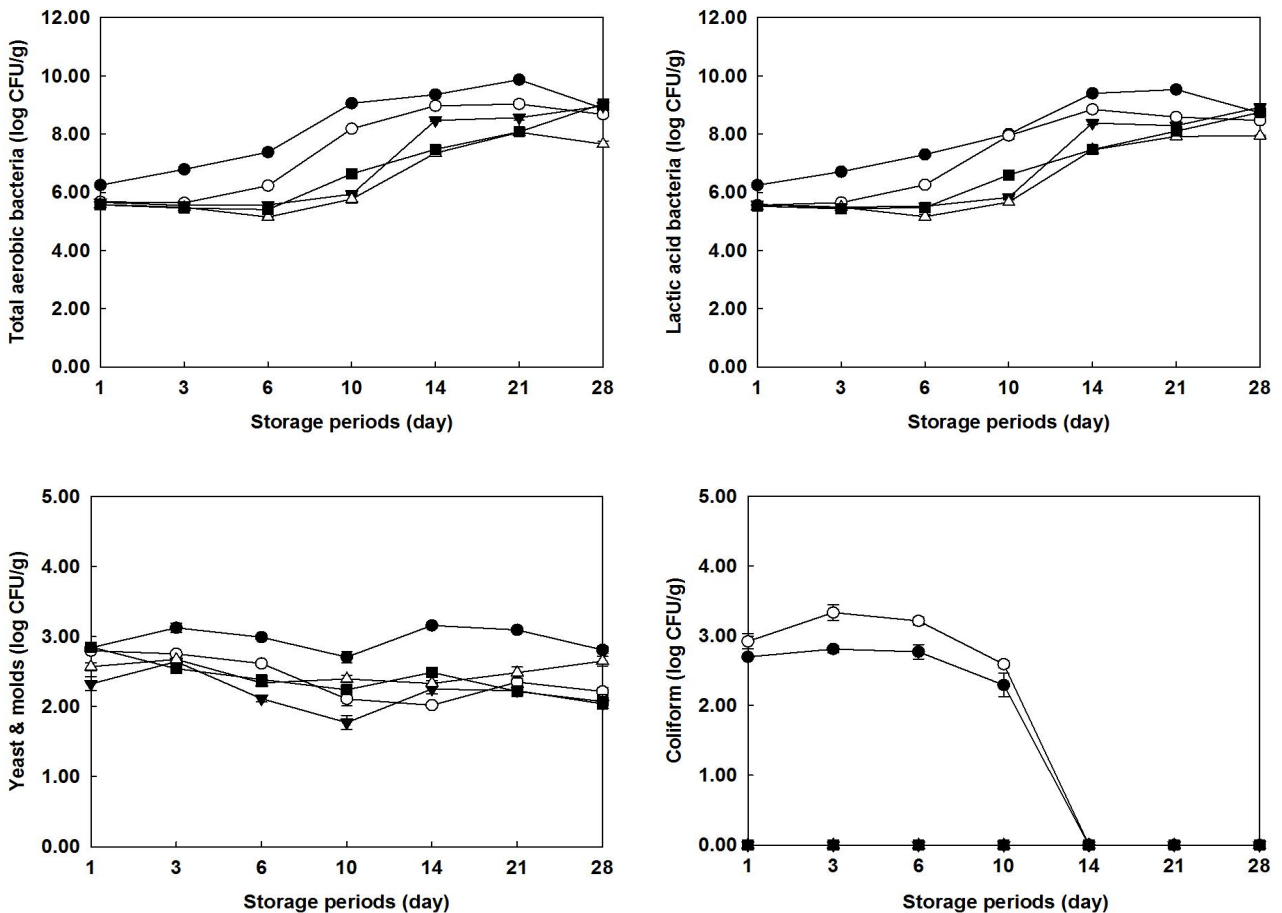 Total aerobic bacteria (log CFU/g)
12.00
10.00
8.00
6.00
4.00
2.00
0.00
1 3 6 10 14 21 28
Storage periods (day)
Lactic acid bacteria (log CFU/g)
12.00
10.00
8.00
6.00
4.00
2.00
0.00
1 3 6 10 14 21 28
Storage periods (day)
Yeast & molds (log CFU/g)
5.00
4.00
3.00
2.00
1.00
0.00
1 3 6 10 14 21 28
Storage periods (day)
Coliform (log CFU/g)
5.00
4.00
3.00
2.00
1.00
0.00
1 3 6 10 14 21 28
Storage periods (day)